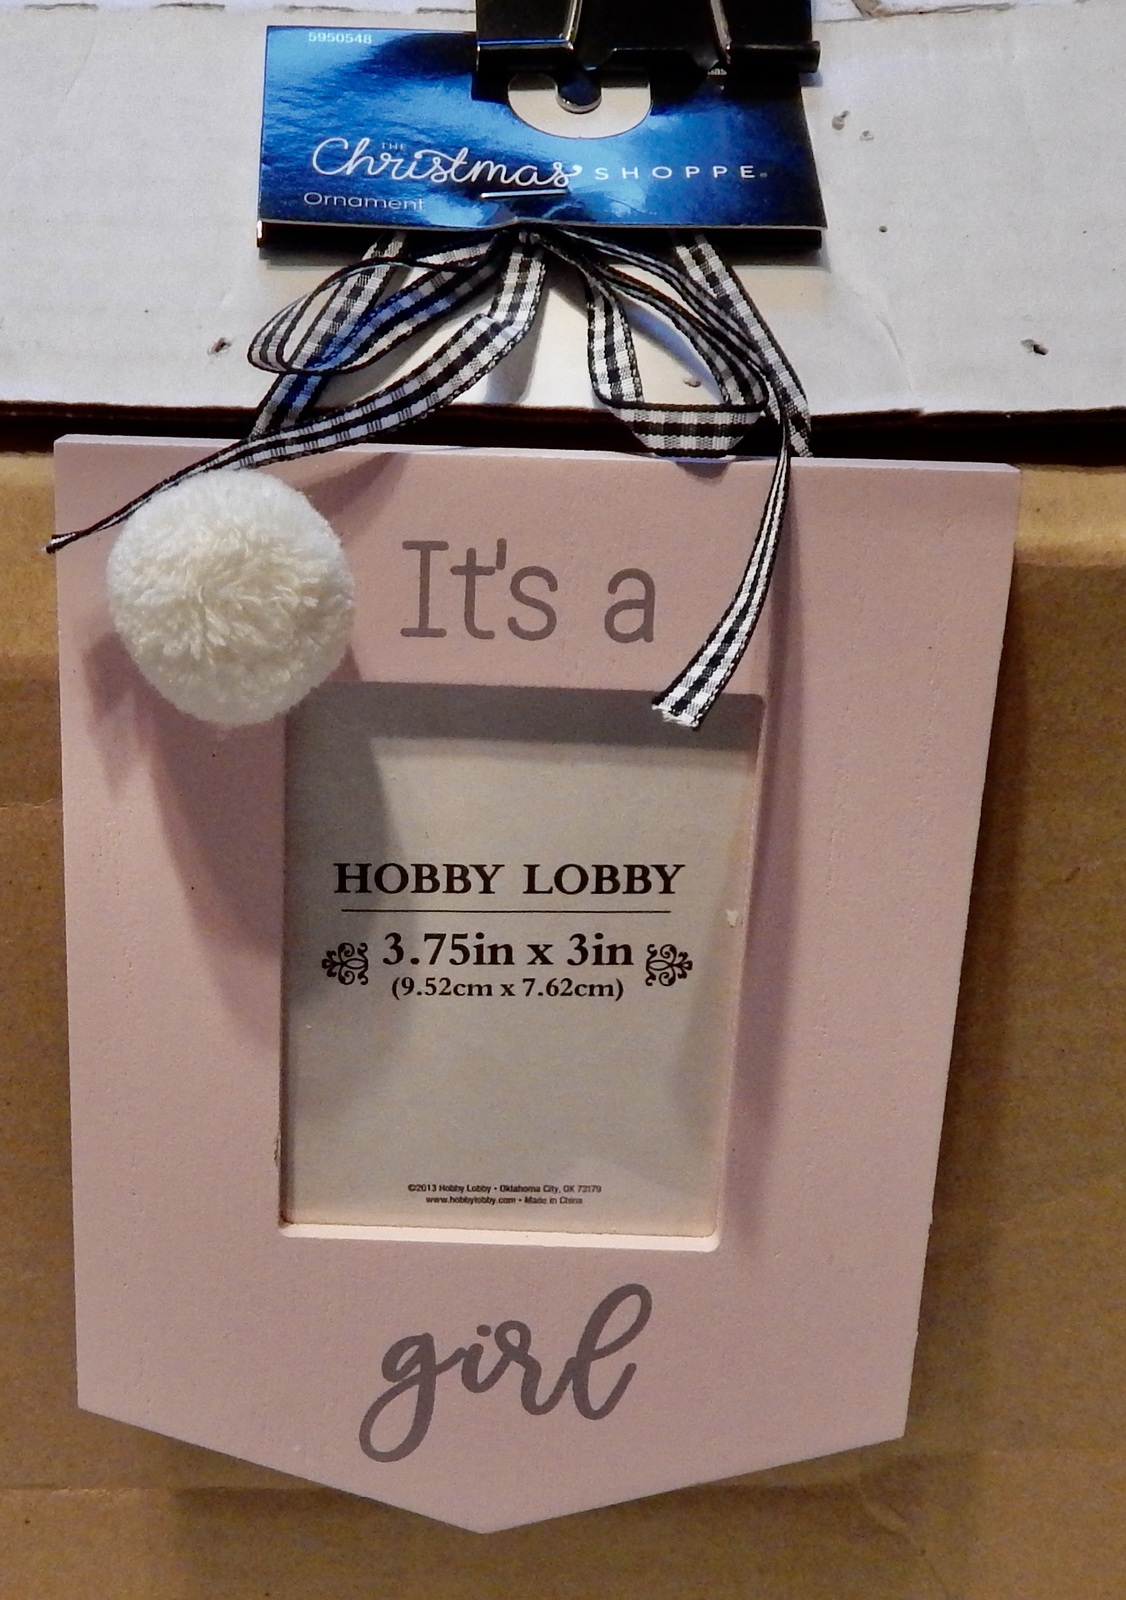 5950548
THE
Christmas SHOPPE®
Ornament
It's a
HOBBY LOBBY
3.75in x 3in
(9.52cm x 7.62cm)
©2013 Hobby Lobby • Oklahoma City, OK 73179
www.hobbylobby.com • Made in China
girl